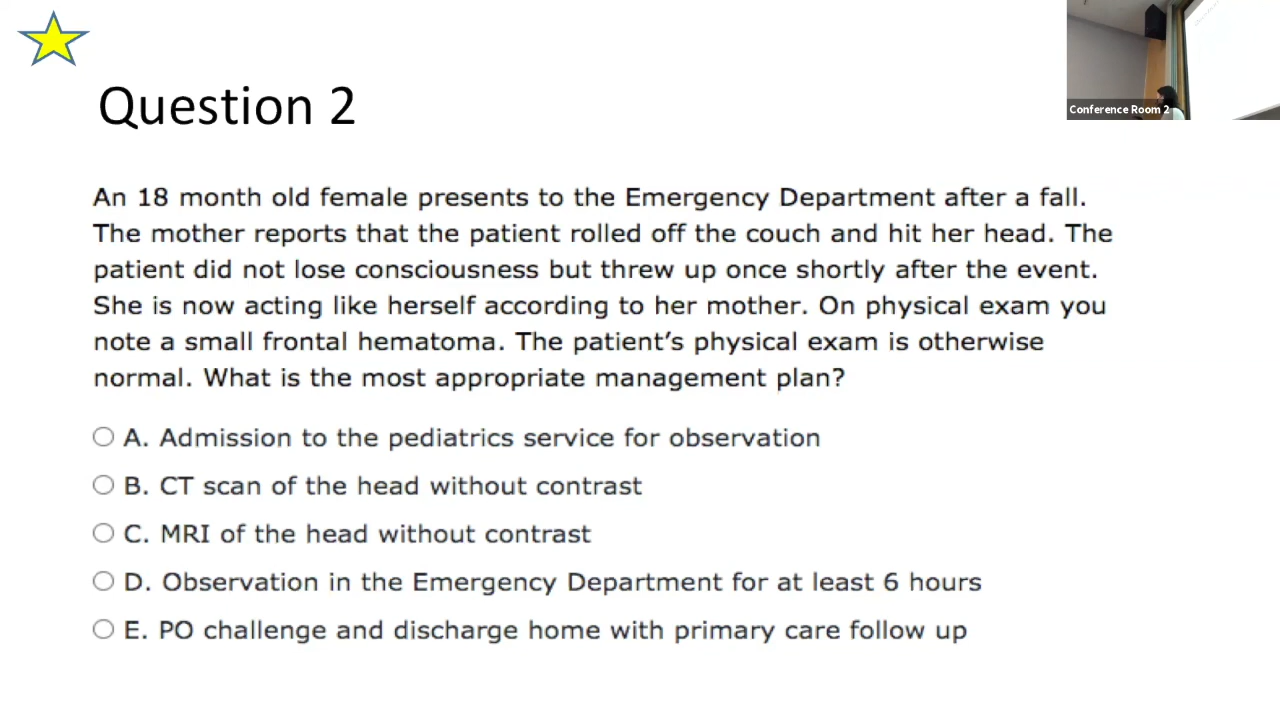 Conference Room 2
Question 2
An 18 month old female presents to the Emergency Department after a fall.
The mother reports that the patient rolled off the couch and hit her head. The
patient did not lose consciousness but threw up once shortly after the event.
She is now acting like herself according to her mother. On physical exam you
note a small frontal hematoma. The patient’s physical exam is otherwise
normal. What is the most appropriate management plan?
A. Admission to the pediatrics service for observation
B. CT scan of the head without contrast
C. MRI of the head without contrast
D. Observation in the Emergency Department for at least 6 hours
E. PO challenge and discharge home with primary care follow up